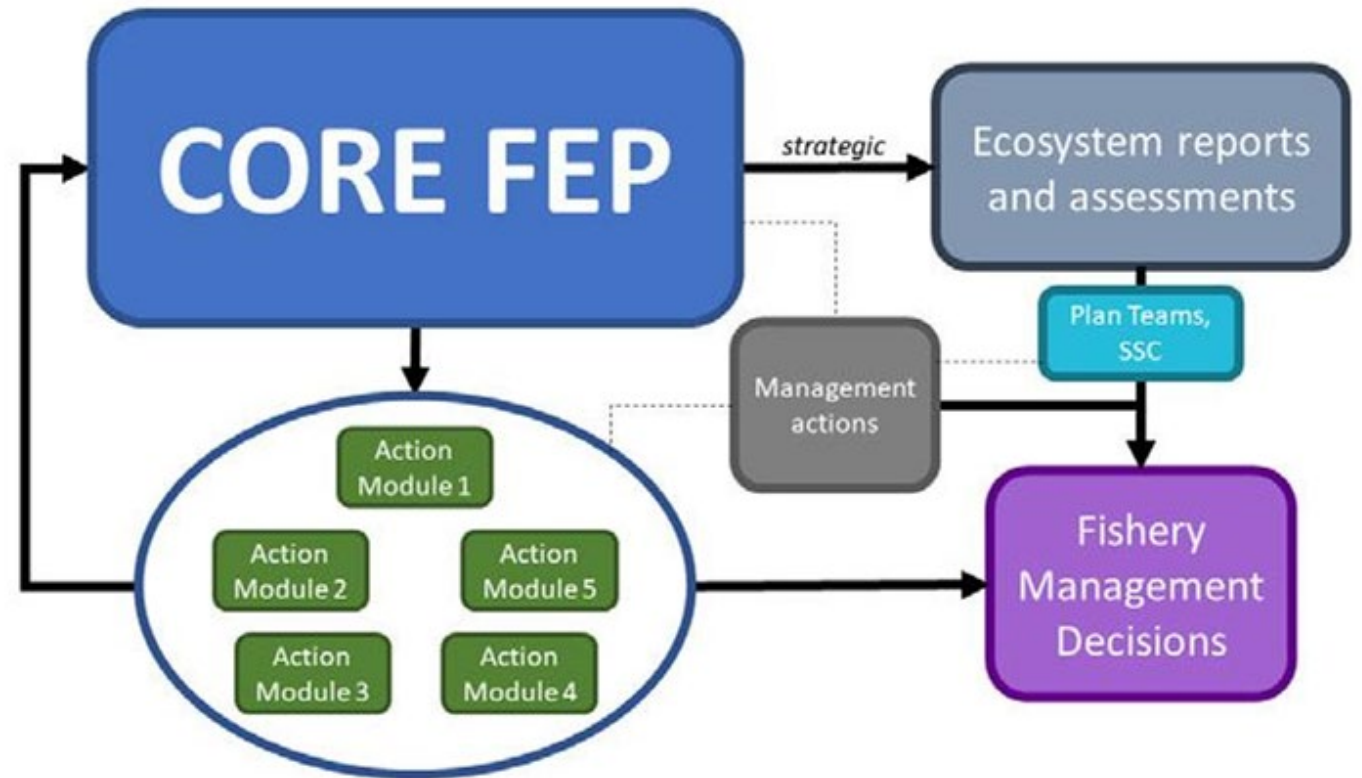 CORE FEP
strategic
Ecosystem reports
and assessments
Plan Teams,
SSC
Management
actions
Action
Module 1
Action
Module 2
Action
Module 5
Action
Module 3
Action
Module 4
Fishery
Management
Decisions